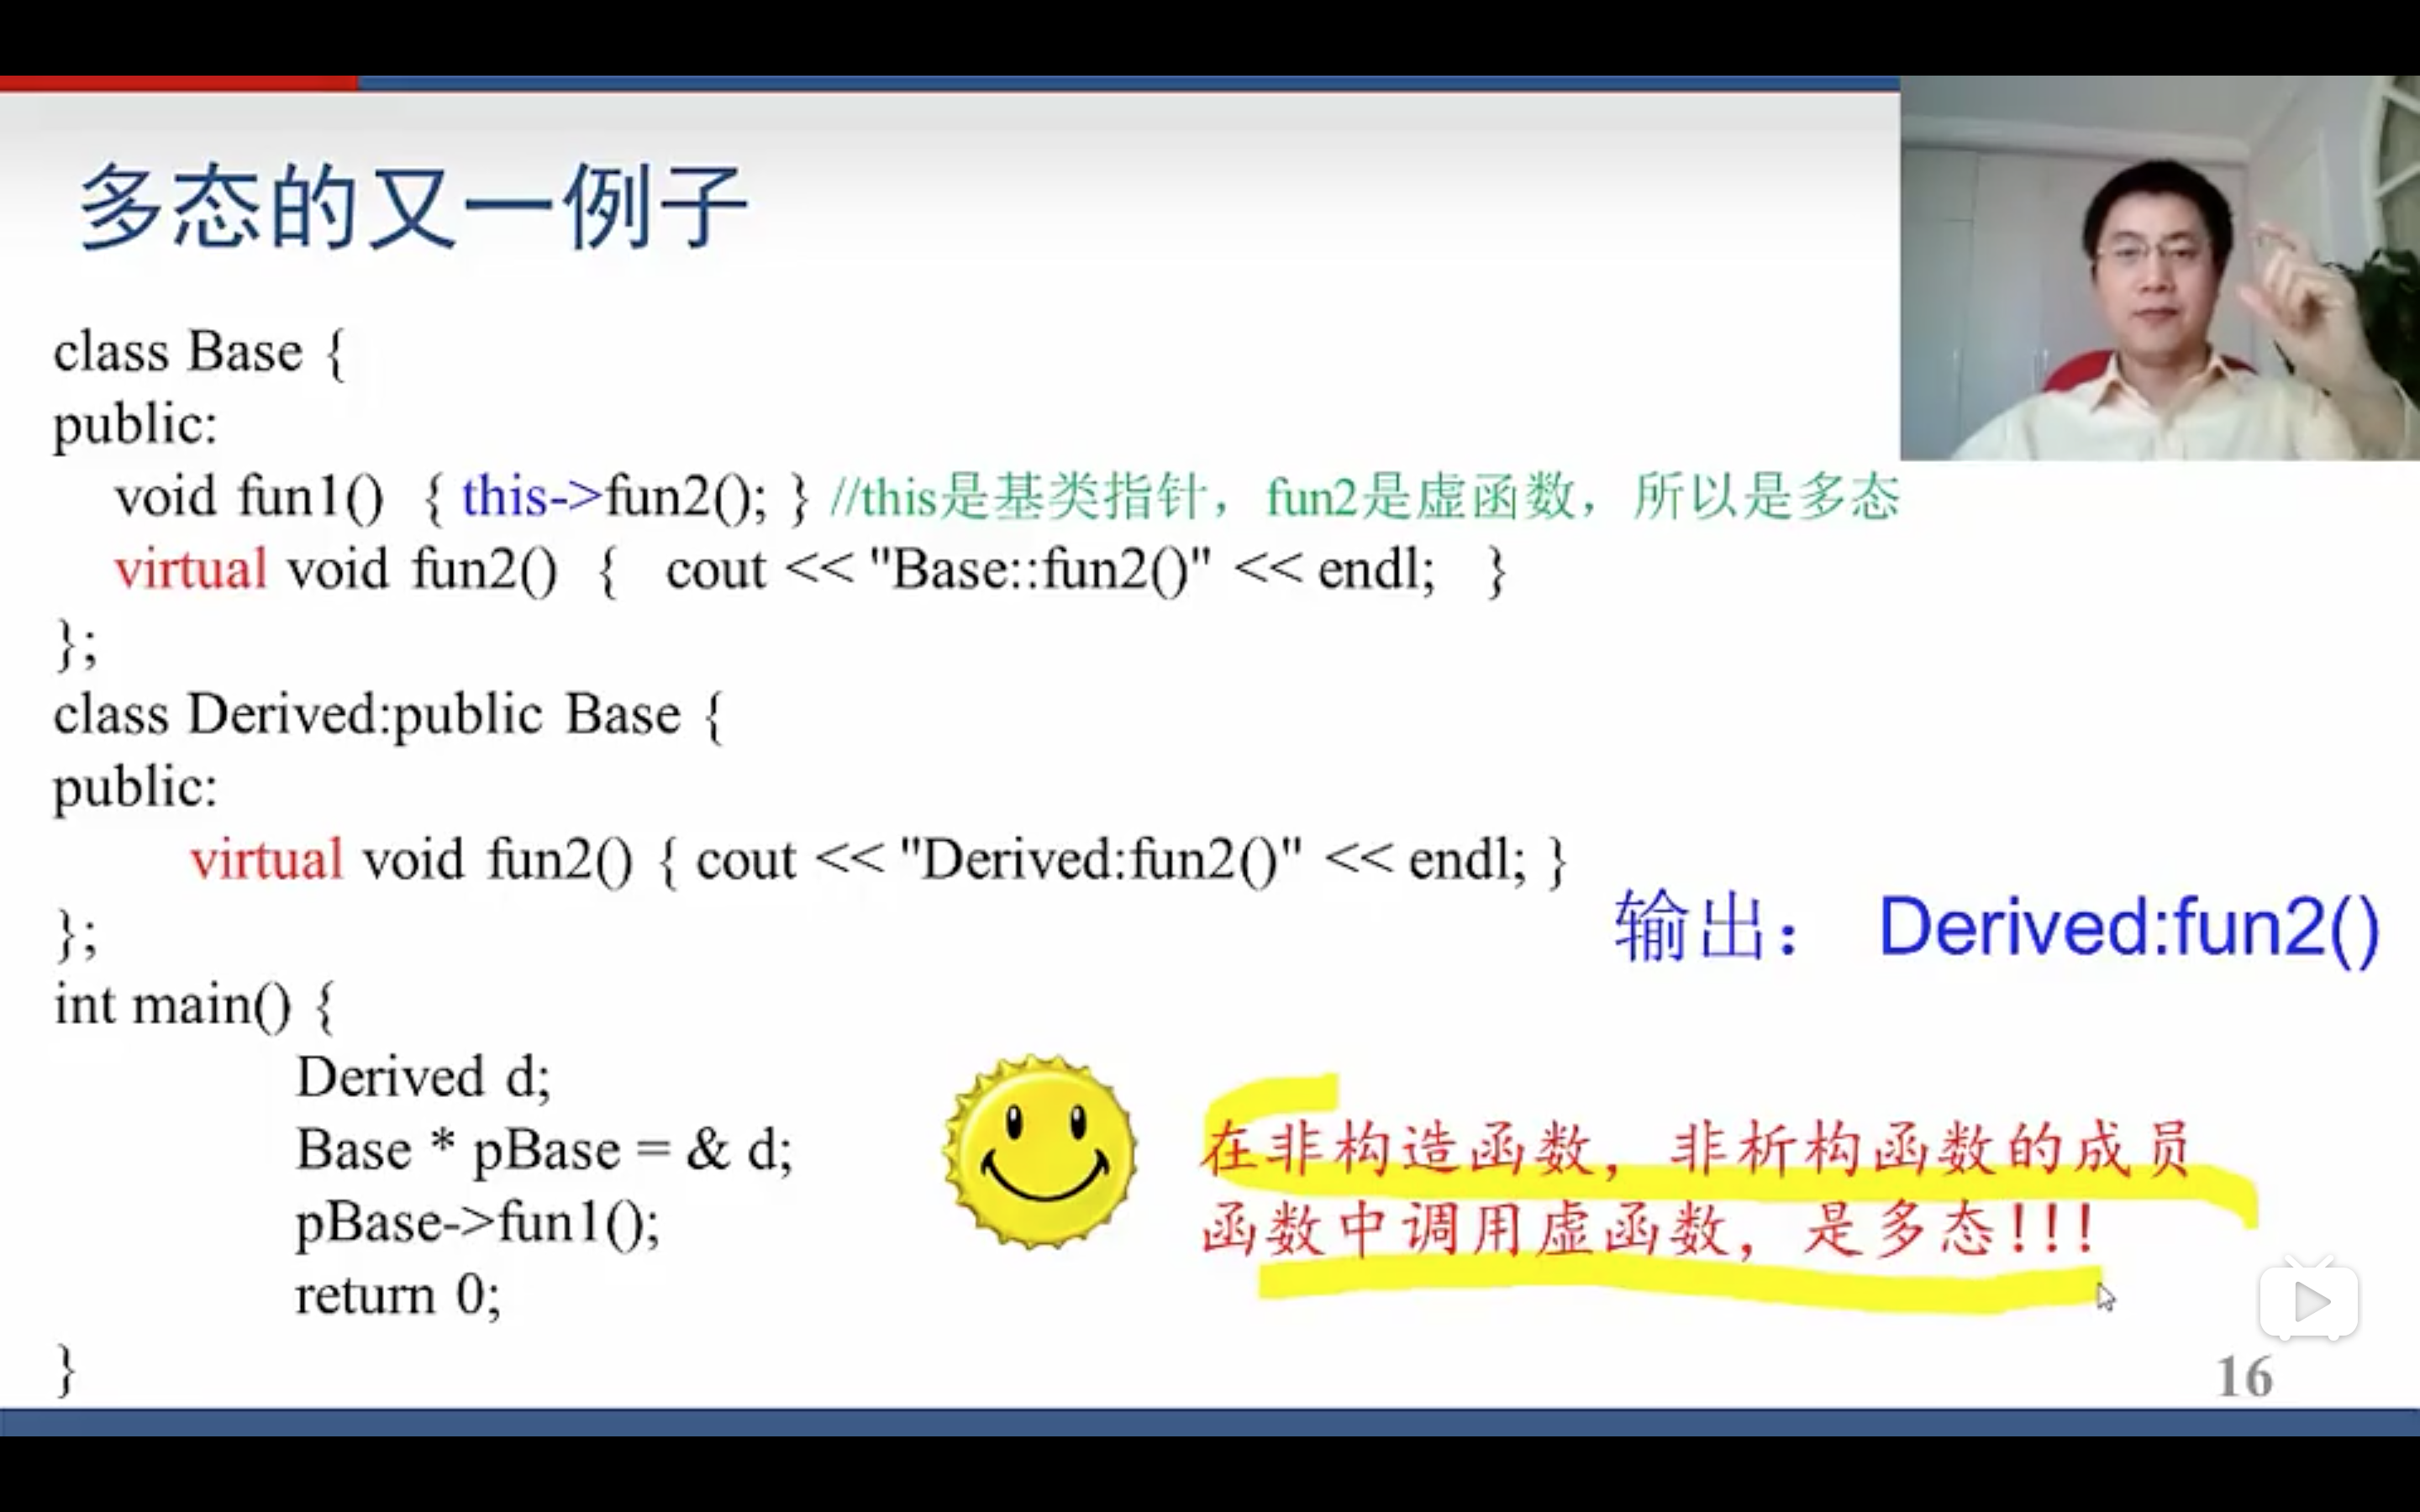 多态的又一例子
class Base {
public:
void fun1() { this->fun2(); } //this是基类指针，fun2是虚函数，所以是多态
virtual void fun2() { cout << "Base::fun2()" << endl; }
};
class Derived:public Base {
public:
virtual void fun2() { cout << "Derived:fun2()" << endl; }
};
输出： Derived:fun2()
int main() {
Derived d;
Base * pBase = & d;
pBase->fun1();
return 0;
}
在非构造函数，非析构函数的成员
函数中调用虚函数，是多态!!!
16